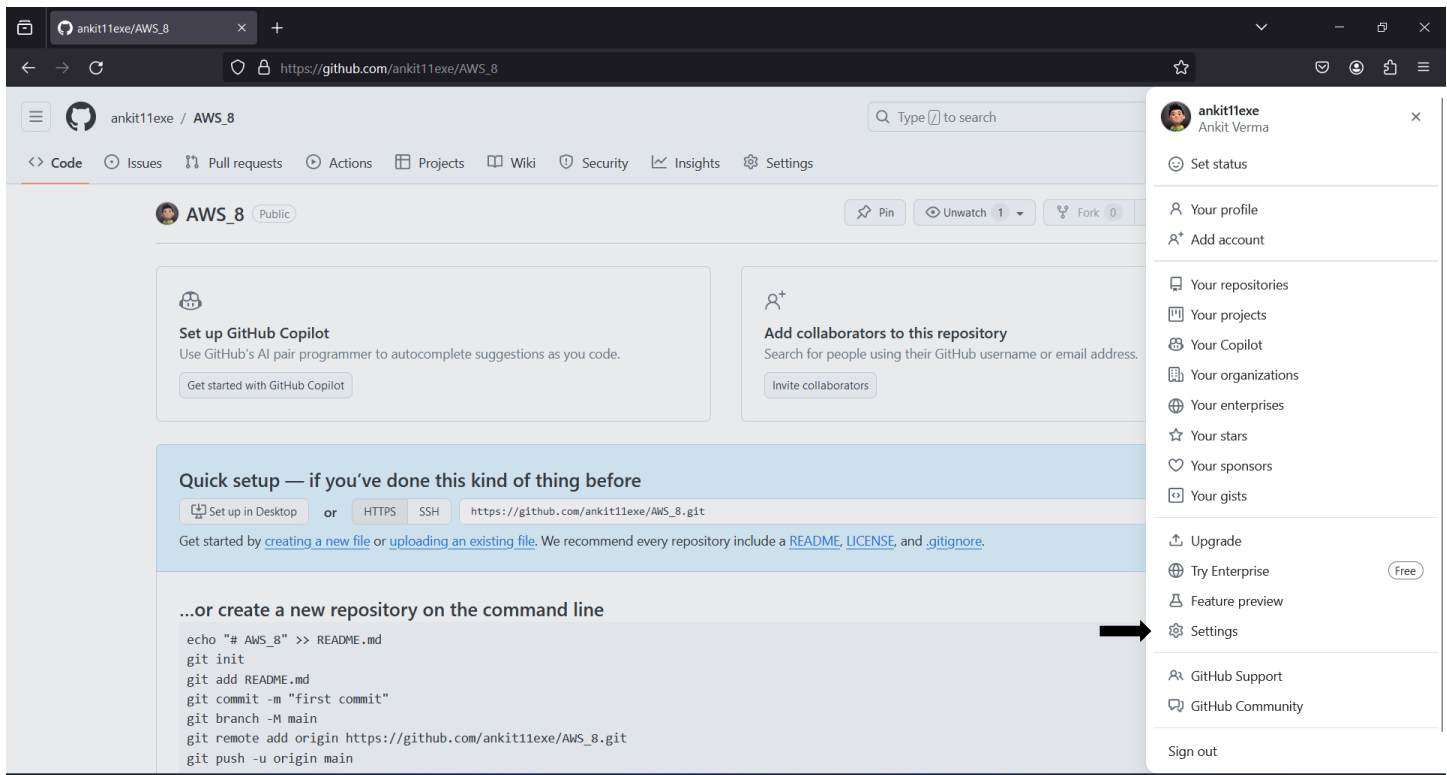 ankit11exe/AWS_8
https://github.com/ankit11exe/AWS_8
ankit11exe / AWS_8
Type / to search
Code Issues Pull requests Actions Projects Wiki Security Insights Settings
AWS_8 Public
Pin Unwatch 1 Fork 0
Set up GitHub Copilot
Use GitHub's AI pair programmer to autocomplete suggestions as you code.
Get started with GitHub Copilot
Add collaborators to this repository
Search for people using their GitHub username or email address.
Invite collaborators
Quick setup — if you've done this kind of thing before
Set up in Desktop or HTTPS SSH https://github.com/ankit11exe/AWS_8.git
Get started by creating a new file or uploading an existing file. We recommend every repository include a README, LICENSE, and .gitignore.
…or create a new repository on the command line
echo "# AWS_8" >> README.md
git init
git add README.md
git commit -m "first commit"
git branch -M main
git remote add origin https://github.com/ankit11exe/AWS_8.git
git push -u origin main
ankit11exe
Ankit Verma
Set status
Your profile
Add account
Your repositories
Your projects
Your Copilot
Your organizations
Your enterprises
Your stars
Your sponsors
Your gists
Upgrade
Try Enterprise Free
Feature preview
Settings
GitHub Support
GitHub Community
Sign out